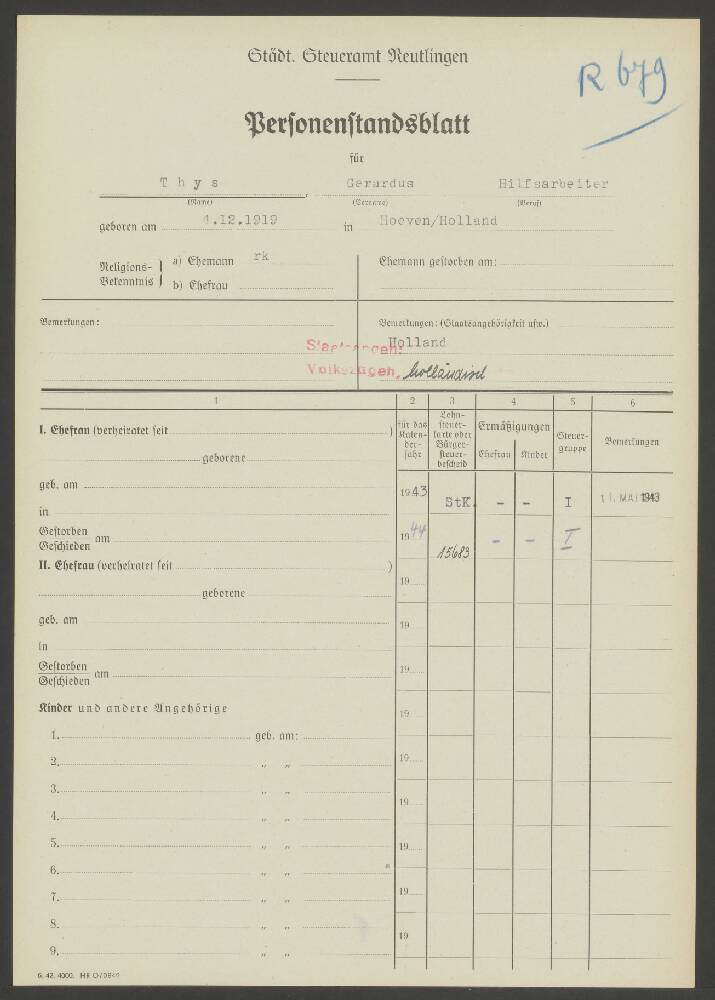 Städt. Steueramt Reutlingen
R 679
Personenstandsblatt
für
Thys Gerardus Hilfsarbeiter
(Name) (Vorname) (Beruf)
geboren am 4.12.1919 in Hoeven/Holland
Religions-Bekenntnis a) Ehemann rk Ehemann gestorben am:
b) Ehefrau
Bemerkungen: Bemerkungen: (Staatsangehörigkeit usw.)
Holland
holländisch
1 2 3 4 5 6
für das Kalenderjahr Lohnsteuerkarte oder Bürgersteuerbescheid Ermäßigungen Ehefrau Kinder Steuergruppe Bemerkungen
I. Ehefrau (verheiratet seit )
geborene
geb. am
1943 StK. - - I 11. MAI 1943
in
Gestorben
Geschieden am
1944 15683 - - I
II. Ehefrau (verheiratet seit )
19
geborene
geb. am 19
in
Gestorben
Geschieden am 19
Kinder und andere Angehörige
19
1. geb. am:
2. " " 19
3. " "
19
4. " "
5. " " 19
6. " "
7. " " 19
8. " "
19
9. " "